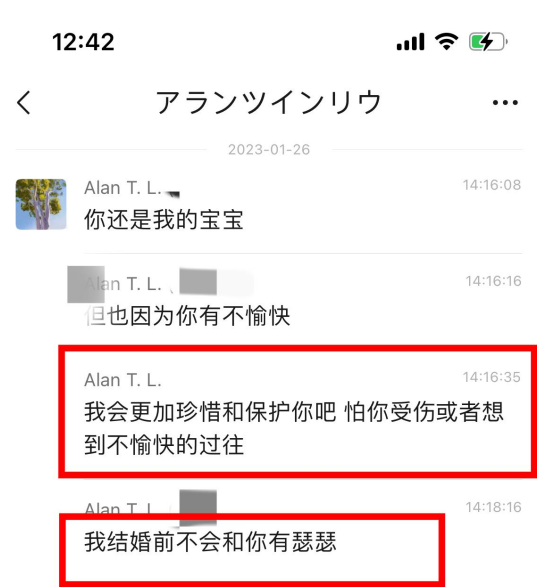 12:42
アランツインリウ
2023-01-26
Alan T. L.
14:16:08
你还是我的宝宝
Alan T. L.
14:16:16
但也因为你有不愉快
Alan T. L.
14:16:35
我会更加珍惜和保护你吧 怕你受伤或者想
到不愉快的过往
Alan T. L.
14:18:16
我结婚前不会和你有瑟瑟